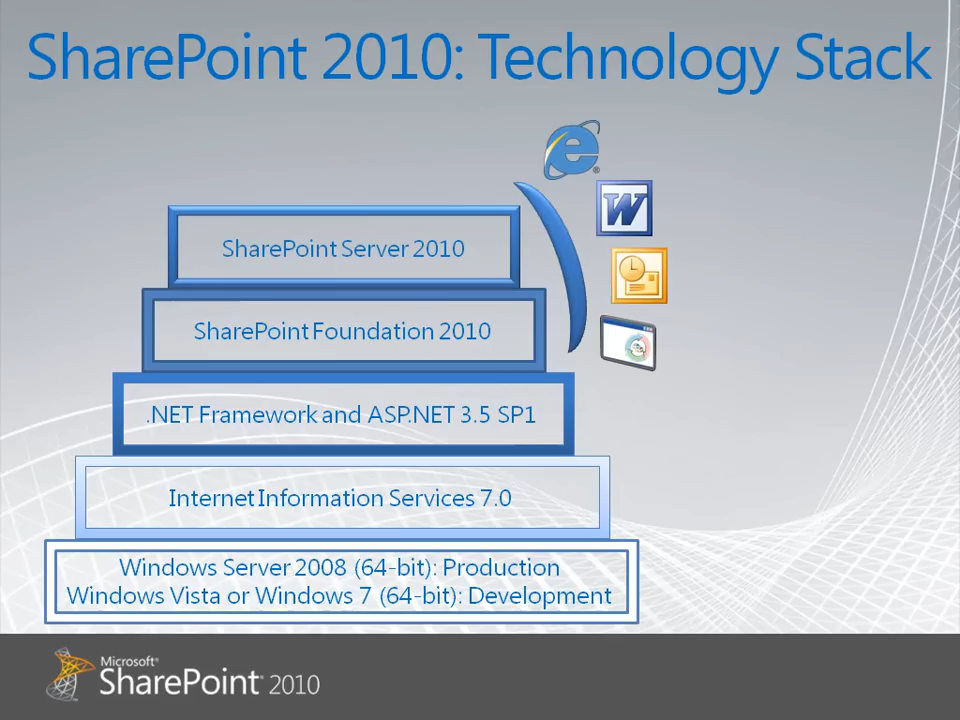 SharePoint 2010: Technology Stack
SharePoint Server 2010
SharePoint Foundation 2010
.NET Framework and ASP.NET 3.5 SP1
Internet Information Services 7.0
Windows Server 2008 (64-bit): Production
Windows Vista or Windows 7 (64-bit): Development
Microsoft®
SharePoint® 2010